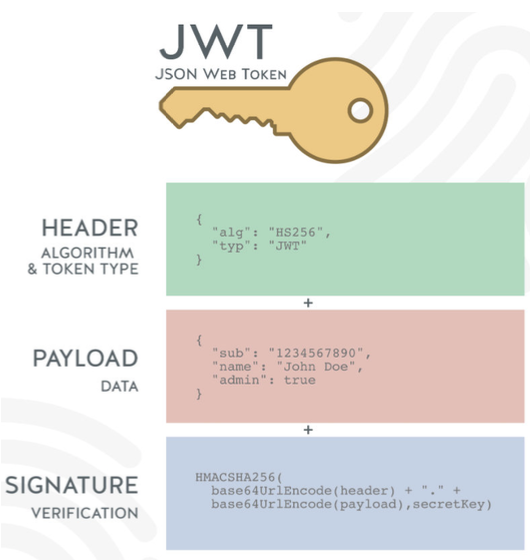 JWT
JSON WEB TOKEN
HEADER
ALGORITHM
& TOKEN TYPE
{
"alg": "HS256",
"typ": "JWT"
}
+
PAYLOAD
DATA
{
"sub": "1234567890",
"name": "John Doe",
"admin": true
}
+
SIGNATURE
VERIFICATION
HMACSHA256(
base64UrlEncode(header) + "." +
base64UrlEncode(payload),secretKey)